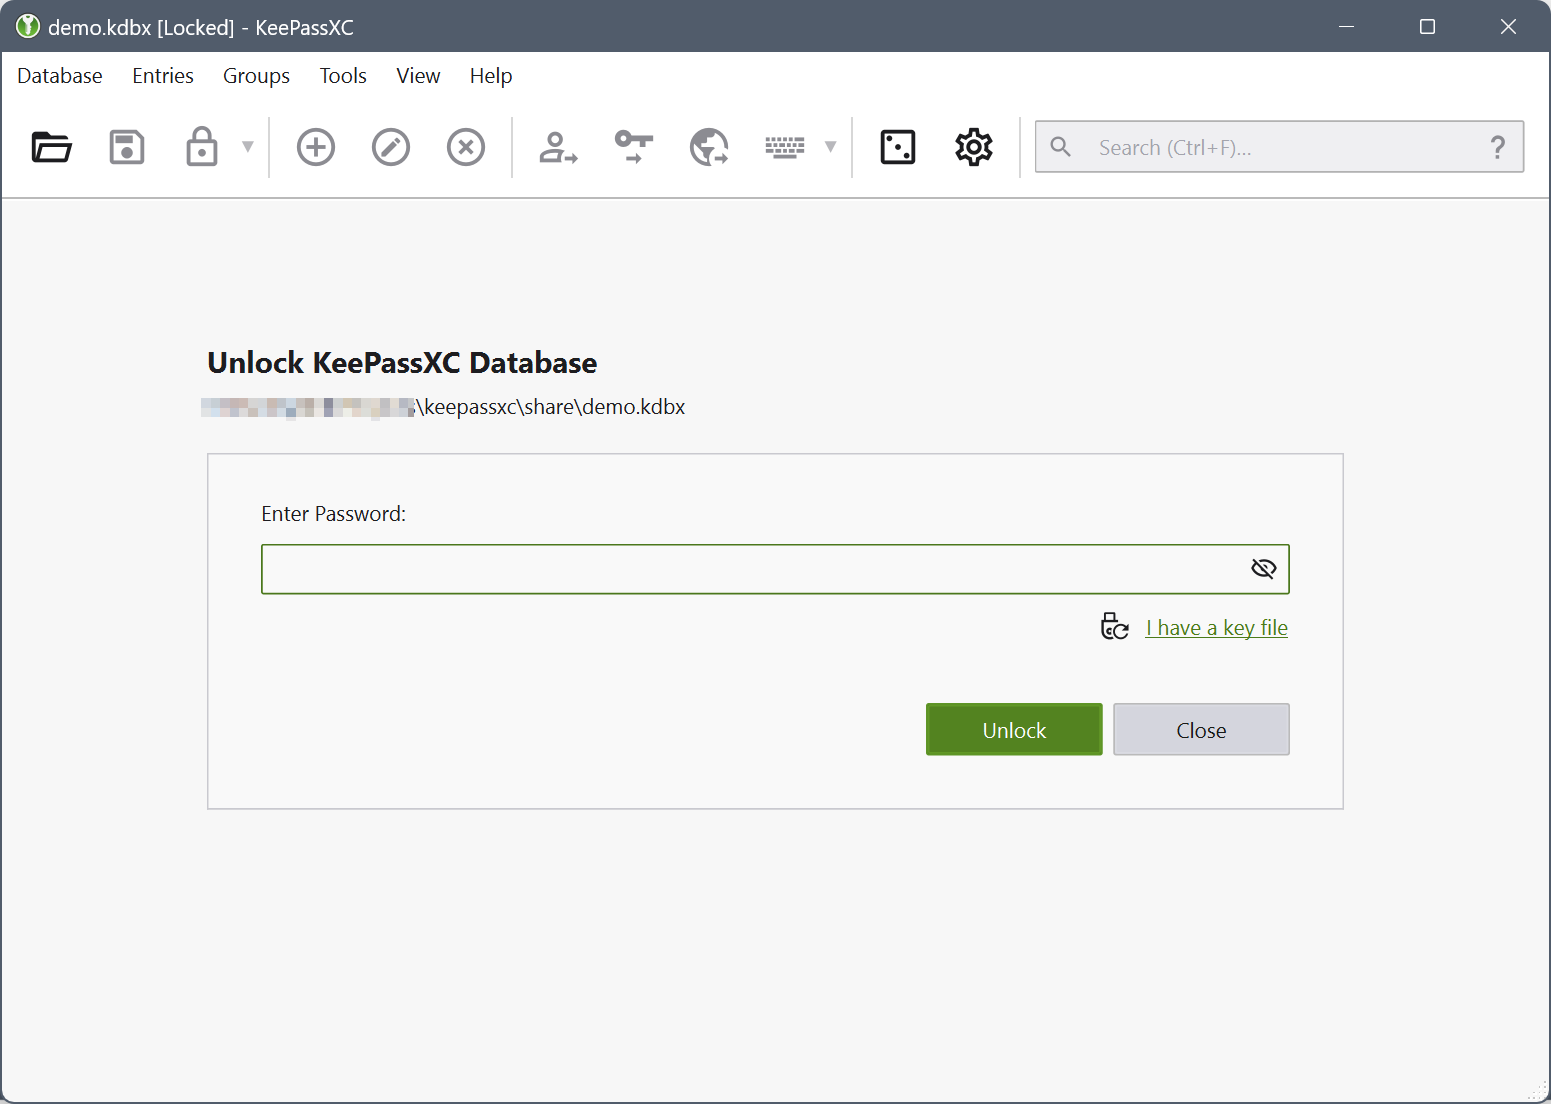 demo.kdbx [Locked] - KeePassXC
Database Entries Groups Tools View Help
Search (Ctrl+F)... ?
Unlock KeePassXC Database
\keepassxc\share\demo.kdbx
Enter Password:
I have a key file
Unlock Close